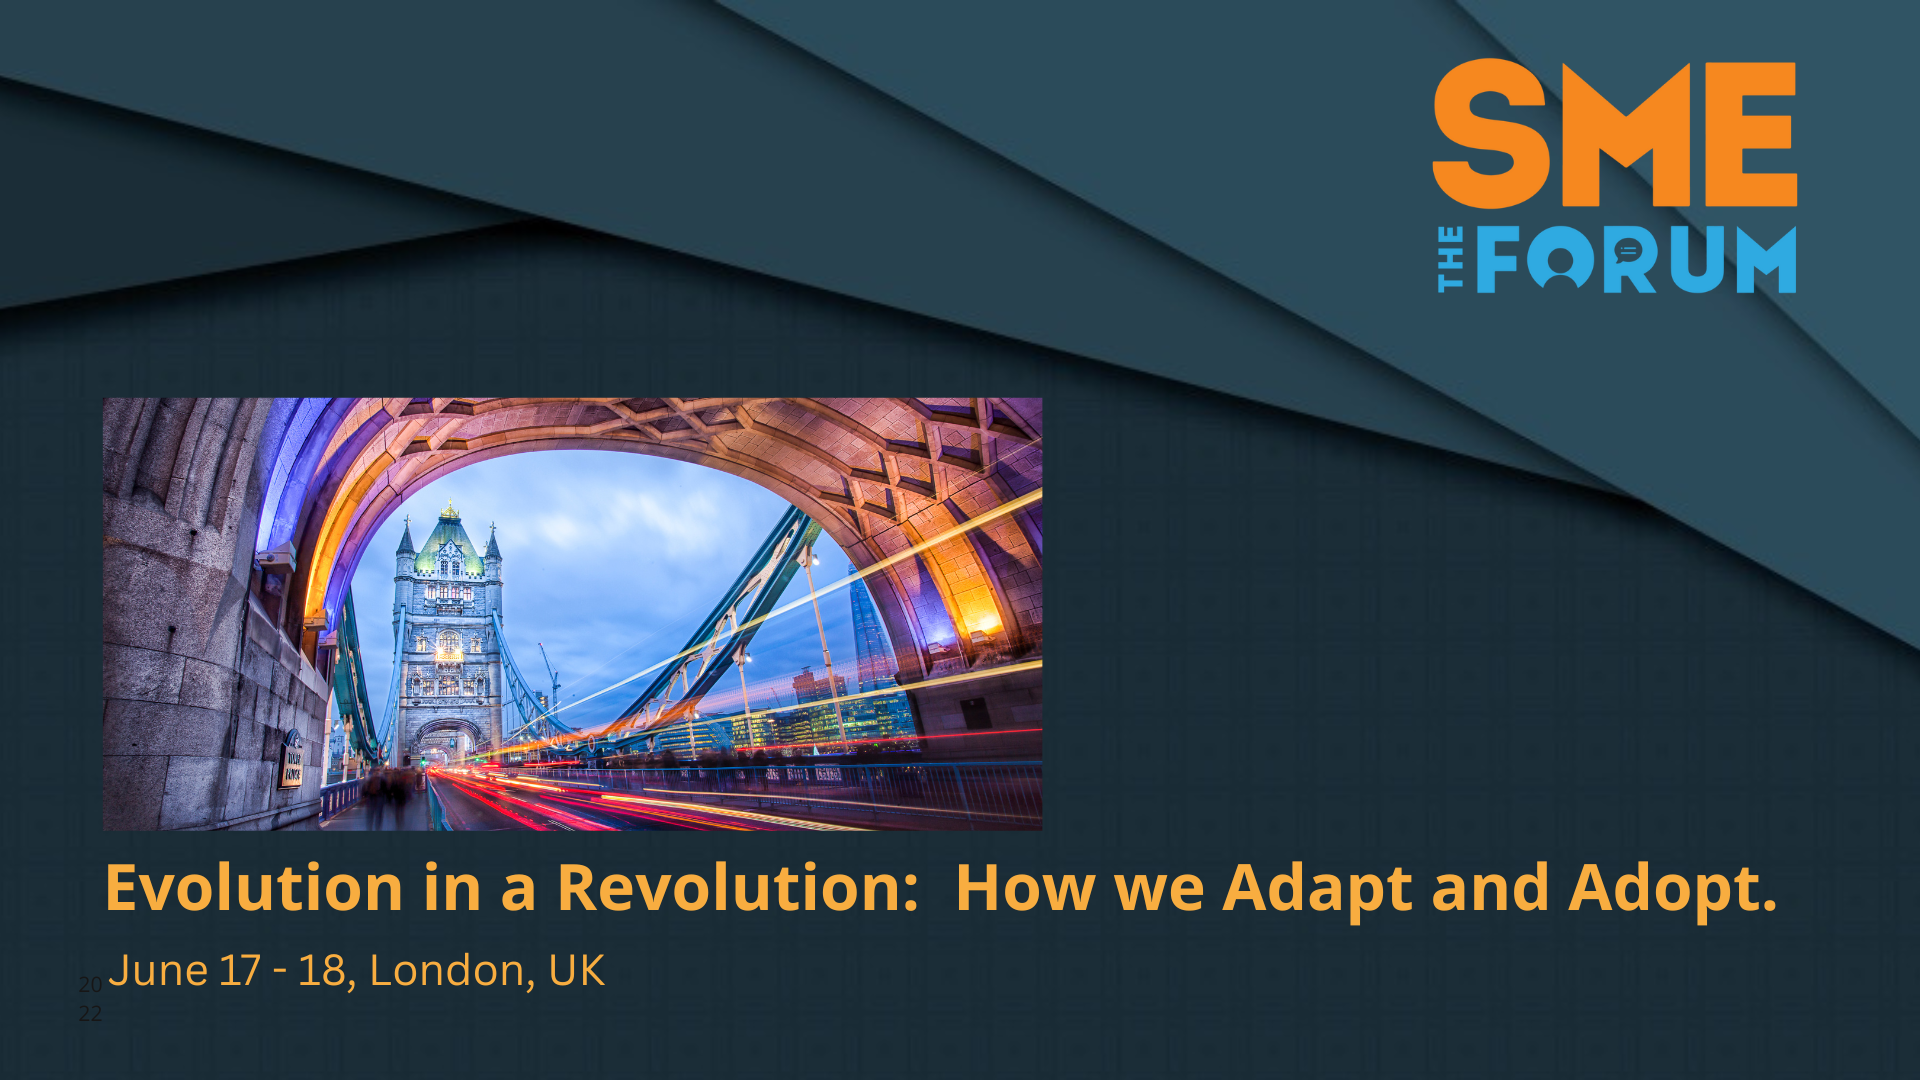 SME
THE FORUM
Evolution in a Revolution:  How we Adapt and Adopt.
June 17 - 18, London, UK
20
22